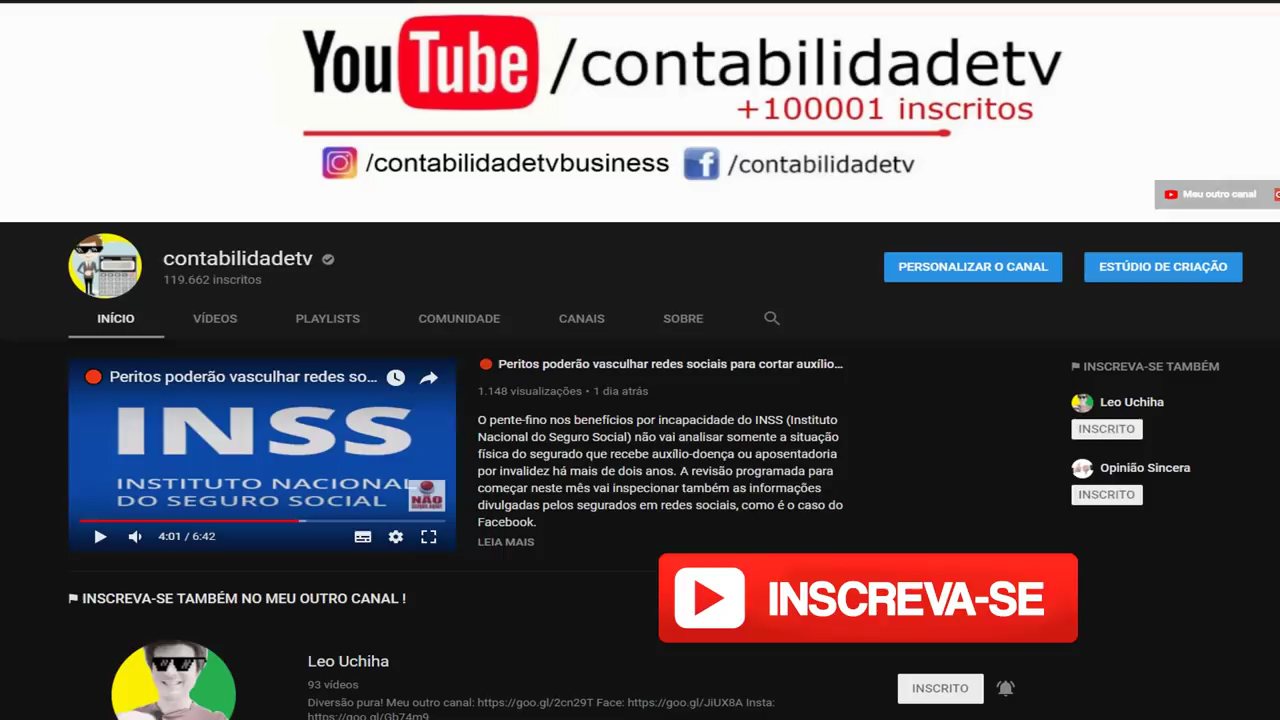 YouTube /contabilidadetv
+100001 inscritos
/contabilidadetvbusiness /contabilidadetv
Meu outro canal
contabilidadetv
119.662 inscritos
PERSONALIZAR O CANAL
ESTÚDIO DE CRIAÇÃO
INÍCIO VÍDEOS PLAYLISTS COMUNIDADE CANAIS SOBRE
Peritos poderão vasculhar redes so...
INSS
INSTITUTO NACIONAL
DO SEGURO SOCIAL
NÃO
4:01 / 6:42
Peritos poderão vasculhar redes sociais para cortar auxílio...
1.148 visualizações • 1 dia atrás
O pente-fino nos benefícios por incapacidade do INSS (Instituto
Nacional do Seguro Social) não vai analisar somente a situação
física do segurado que recebe auxílio-doença ou aposentadoria
por invalidez há mais de dois anos. A revisão programada para
começar neste mês vai inspecionar também as informações
divulgadas pelos segurados em redes sociais, como é o caso do
Facebook.
LEIA MAIS
INSCREVA-SE TAMBÉM
Leo Uchiha
INSCRITO
Opinião Sincera
INSCRITO
INSCREVA-SE
INSCREVA-SE TAMBÉM NO MEU OUTRO CANAL !
Leo Uchiha
93 vídeos
Diversão pura! Meu outro canal: https://goo.gl/2cn29T Face: https://goo.gl/JiUX8A Insta:
https://goo.gl/Gb74m9
INSCRITO